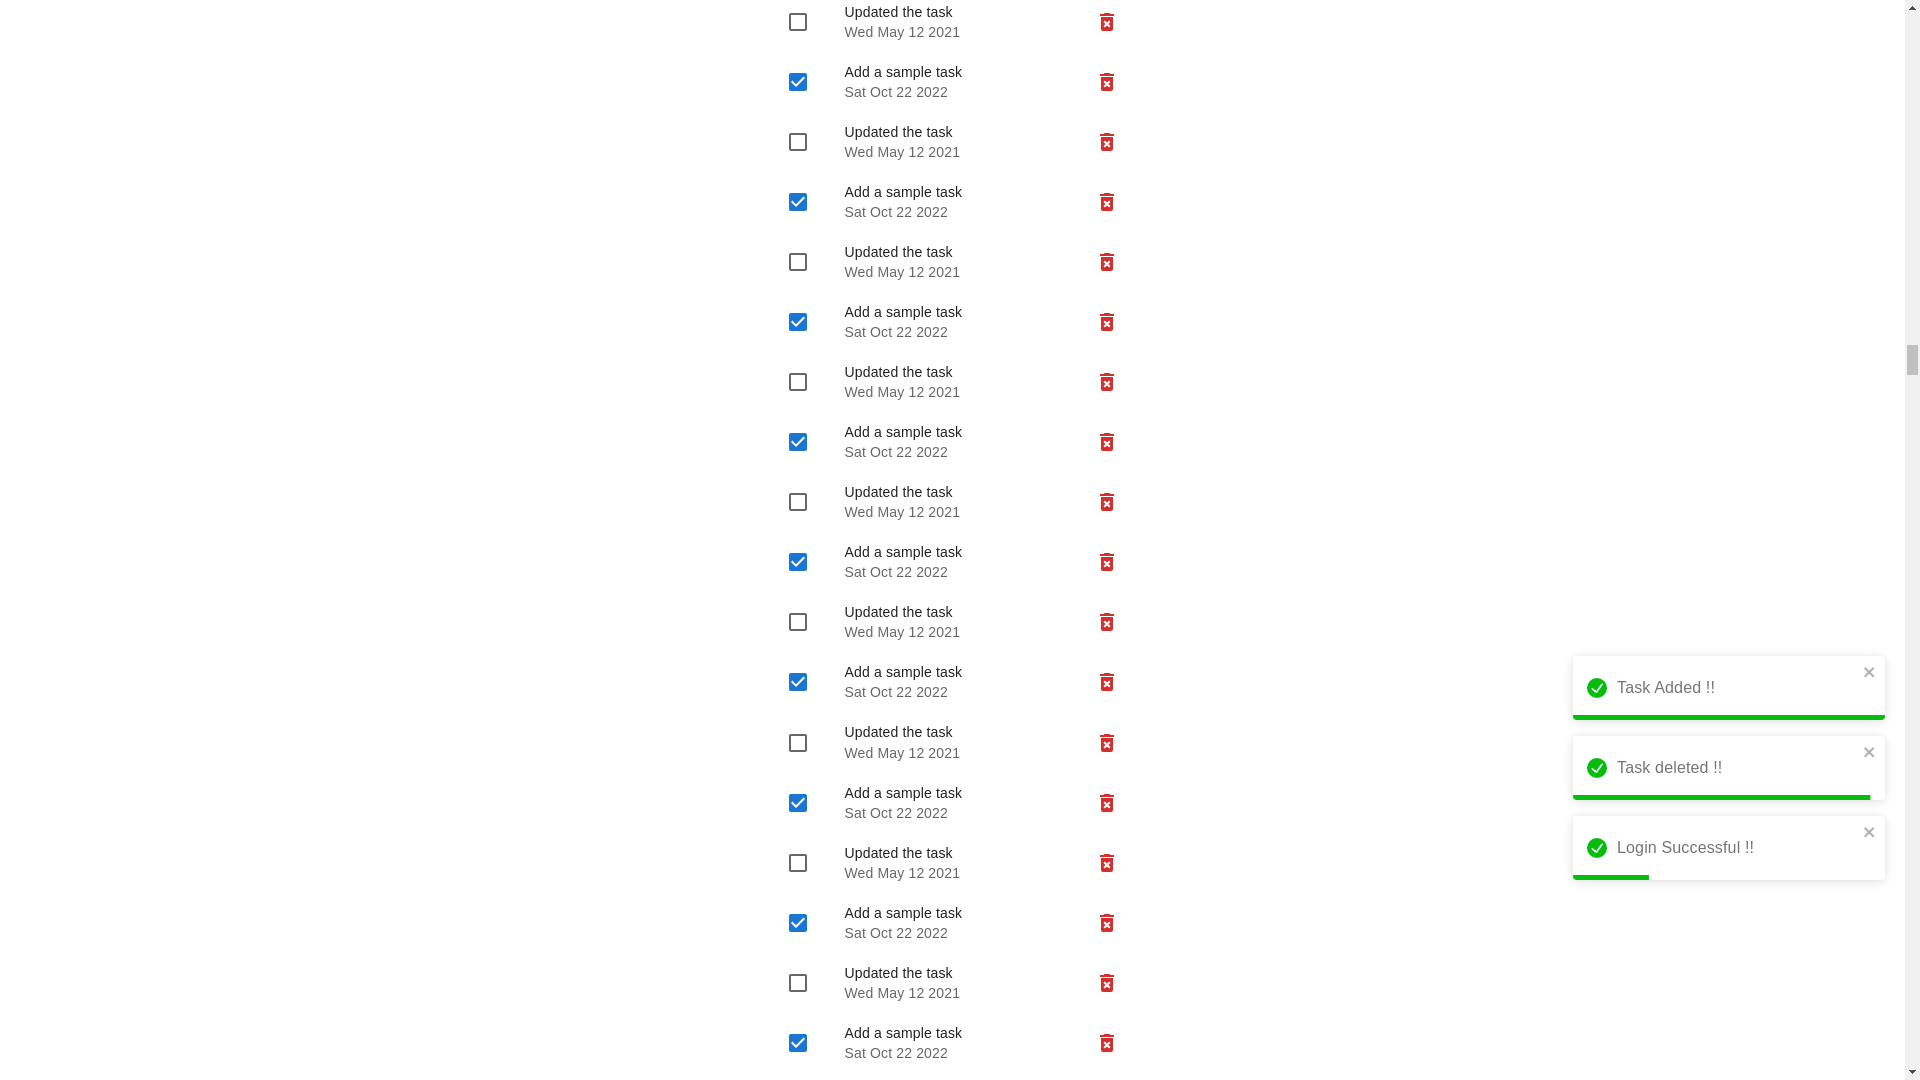 Updated the task
Wed May 12 2021
Add a sample task
Sat Oct 22 2022
Updated the task
Wed May 12 2021
Add a sample task
Sat Oct 22 2022
Updated the task
Wed May 12 2021
Add a sample task
Sat Oct 22 2022
Updated the task
Wed May 12 2021
Add a sample task
Sat Oct 22 2022
Updated the task
Wed May 12 2021
Add a sample task
Sat Oct 22 2022
Updated the task
Wed May 12 2021
Add a sample task
Sat Oct 22 2022
Updated the task
Wed May 12 2021
Add a sample task
Sat Oct 22 2022
Updated the task
Wed May 12 2021
Add a sample task
Sat Oct 22 2022
Updated the task
Wed May 12 2021
Add a sample task
Sat Oct 22 2022
Task Added !!
Task deleted !!
Login Successful !!